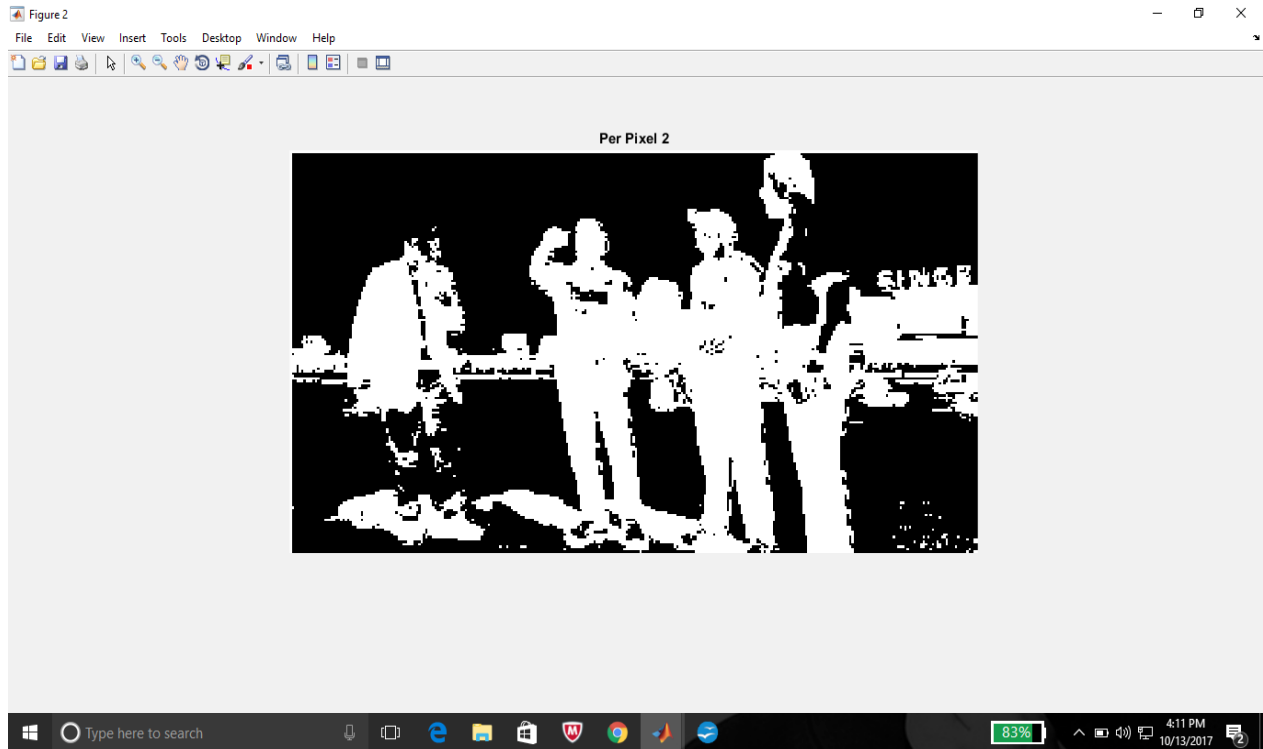 Figure 2
File Edit View Insert Tools Desktop Window Help
Per Pixel 2
SINGE
Type here to search
83%
4:11 PM
10/13/2017
2